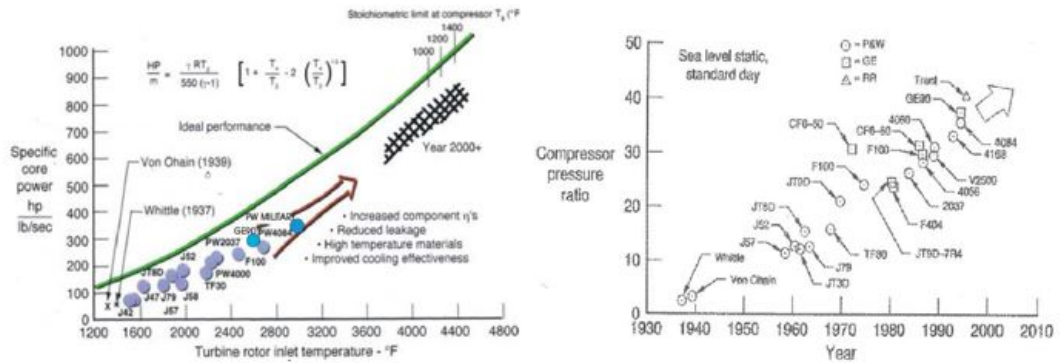 Stoichiometric limit at compressor T
1400
1200
1000
1000
900
800
700
600
500
400
300
200
100
0
Specific
core
power
hp
lb/sec
HP
m
=
550
Ideal performance
Year 2000+
Von Ohain (1939)
Whittle (1937)
PW MILITARY
PW4084
PW2037
F100
J52
PW4000
JT8D
TF30
J42
J47
J79
J58
J57
• Increased component η's
• Reduced leakage
• High temperature materials
• Improved cooling effectiveness
1200 1600 2000 2400 2800 3200 3600 4000 4400 4800
Turbine rotor inlet temperature - °F
50
40
30
20
10
0
Compressor
pressure
ratio
Sea level static,
standard day
= P&W
= GE
= RR
Trent
GE90
4084
4168
CF6-50
CF6-80
4060
F100
V2500
4056
2037
F100
JT9D
F404
JT9D-7R4
JT8D
J52
J57
TF30
J79
JT3D
Whittle
Von Ohain
1930 1940 1950 1960 1970 1980 1990 2000 2010
Year